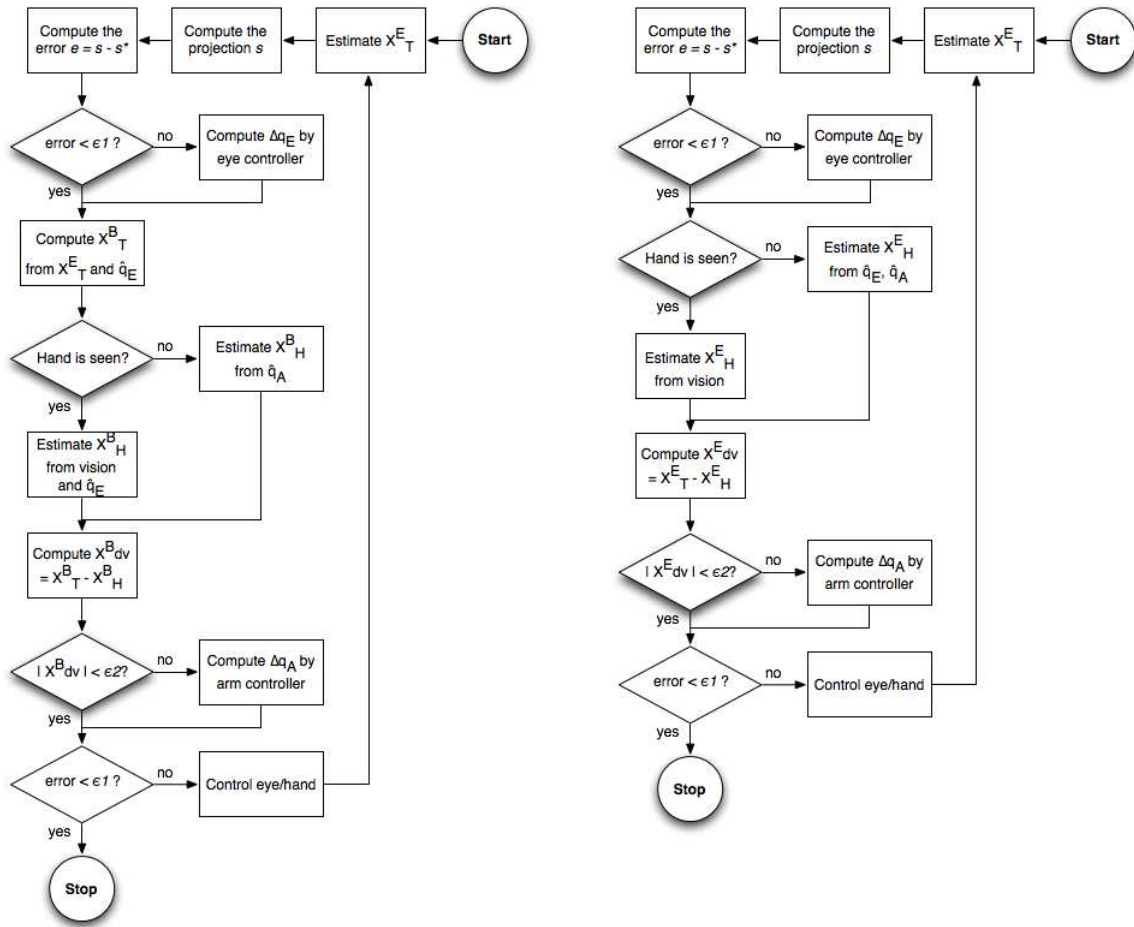 Start
Estimate X^E_T
Compute the
projection s
Compute the
error e = s - s*
error < ϵ1 ?
no
Compute Δq_E by
eye controller
yes
Compute X^B_T
from X^E_T and q̂_E
Hand is seen?
no
Estimate X^B_H
from q̂_A
yes
Estimate X^B_H
from vision
and q̂_E
Compute X^B dv
= X^B_T - X^B_H
| X^B dv | < ϵ2?
no
Compute Δq_A by
arm controller
yes
error < ϵ1 ?
no
Control eye/hand
yes
Stop
Start
Estimate X^E_T
Compute the
projection s
Compute the
error e = s - s*
error < ϵ1 ?
no
Compute Δq_E by
eye controller
yes
Hand is seen?
no
Estimate X^E_H
from q̂_E, q̂_A
yes
Estimate X^E_H
from vision
Compute X^E dv
= X^E_T - X^E_H
| X^E dv | < ϵ2?
no
Compute Δq_A by
arm controller
yes
error < ϵ1 ?
no
Control eye/hand
yes
Stop